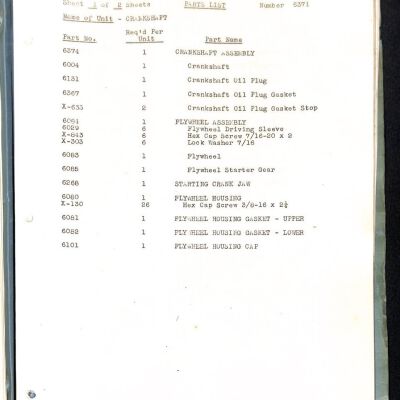 Sheet 1 of 2 Sheets PARTS LIST Number 6371
Name of Unit - CRANKSHAFT
Part No. Req'd Per Unit Part Name
6374 1 CRANKSHAFT ASSEMBLY
6004 1 Crankshaft
6131 1 Crankshaft Oil Plug
6367 1 Crankshaft Oil Plug Gasket
X-635 2 Crankshaft Oil Plug Gasket Stop
6084 1 FLYWHEEL ASSEMBLY
6029 6 Flywheel Driving Sleeve
X-843 6 Hex Cap Screw 7/16-20 x 2
X-303 6 Lock Washer 7/16
6083 1 Flywheel
6085 1 Flywheel Starter Gear
6268 1 STARTING CRANK JAW
6080 1 FLYWHEEL HOUSING
X-130 26 Hex Cap Screw 3/8-16 x 2¼
6081 1 FLYWHEEL HOUSING GASKET - UPPER
6082 1 FLYWHEEL HOUSING GASKET - LOWER
6101 1 FLYWHEEL HOUSING CAP